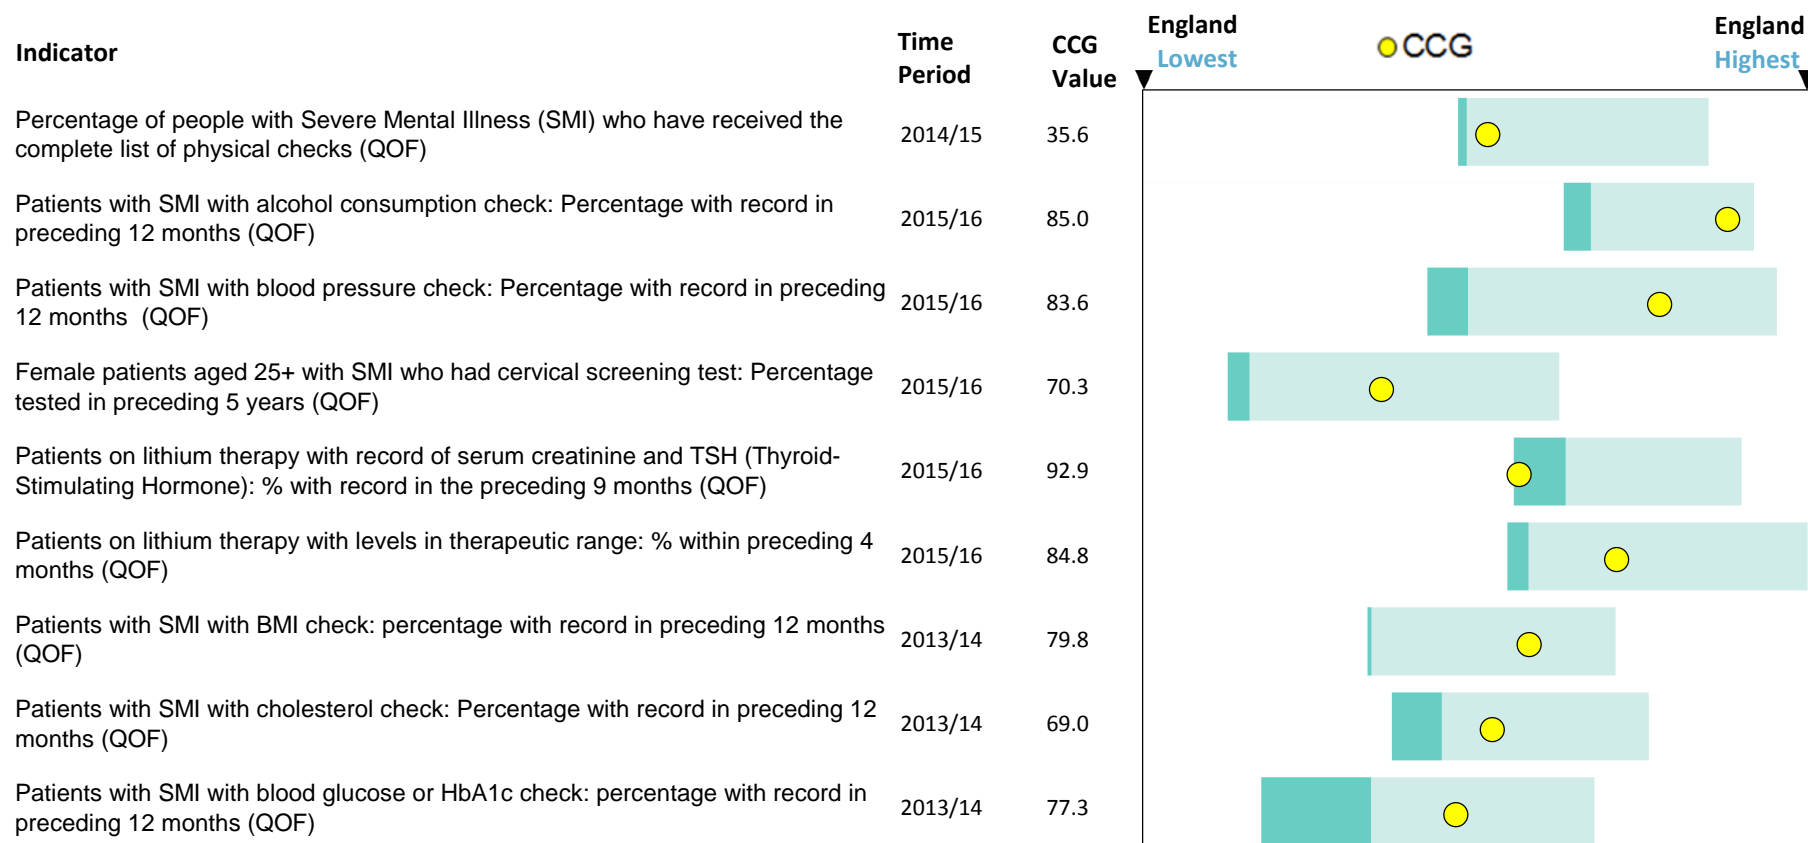 Indicator
Time Period
CCG Value
England Lowest
CCG
England Highest
Percentage of people with Severe Mental Illness (SMI) who have received the
complete list of physical checks (QOF)
2014/15
35.6
Patients with SMI with alcohol consumption check: Percentage with record in
preceding 12 months (QOF)
2015/16
85.0
Patients with SMI with blood pressure check: Percentage with record in preceding
12 months  (QOF)
2015/16
83.6
Female patients aged 25+ with SMI who had cervical screening test: Percentage
tested in preceding 5 years (QOF)
2015/16
70.3
Patients on lithium therapy with record of serum creatinine and TSH (Thyroid-
Stimulating Hormone): % with record in the preceding 9 months (QOF)
2015/16
92.9
Patients on lithium therapy with levels in therapeutic range: % within preceding 4
months (QOF)
2015/16
84.8
Patients with SMI with BMI check: percentage with record in preceding 12 months
(QOF)
2013/14
79.8
Patients with SMI with cholesterol check: Percentage with record in preceding 12
months (QOF)
2013/14
69.0
Patients with SMI with blood glucose or HbA1c check: percentage with record in
preceding 12 months (QOF)
2013/14
77.3